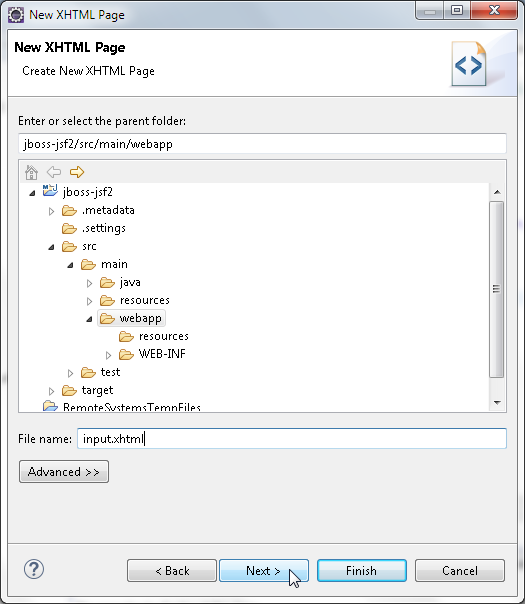 New XHTML Page
New XHTML Page
Create New XHTML Page
Enter or select the parent folder:
jboss-jsf2/src/main/webapp
jboss-jsf2
.metadata
.settings
src
main
java
resources
webapp
resources
WEB-INF
test
target
RemoteSystemsTempFiles
File name: input.xhtml
Advanced >>
? < Back Next > Finish Cancel